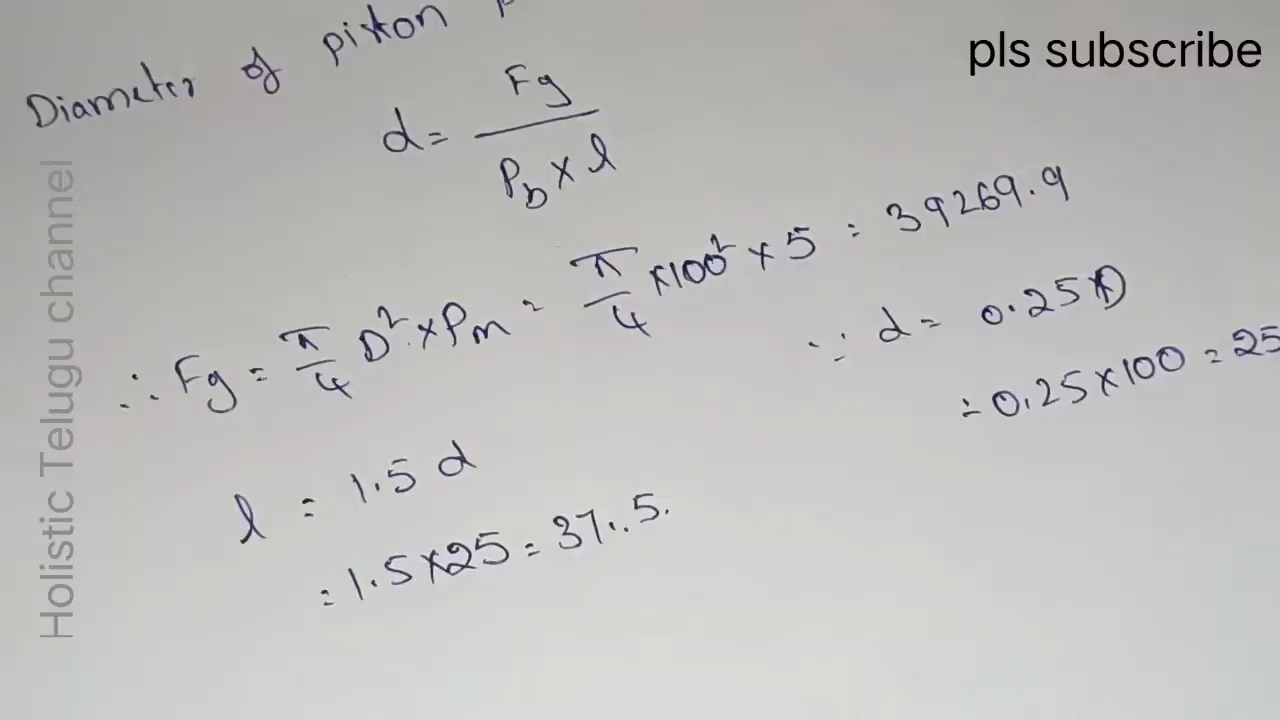 pls subscribe
Diameter of piston
d = Fg / Pb × l
∴ Fg = π/4 D² × Pm = π/4 × 100² × 5 = 39269.9
∵ d = 0.25 × D
= 0.25 × 100 = 25
l = 1.5 d
= 1.5 × 25 = 37.5.
Holistic Telugu channel